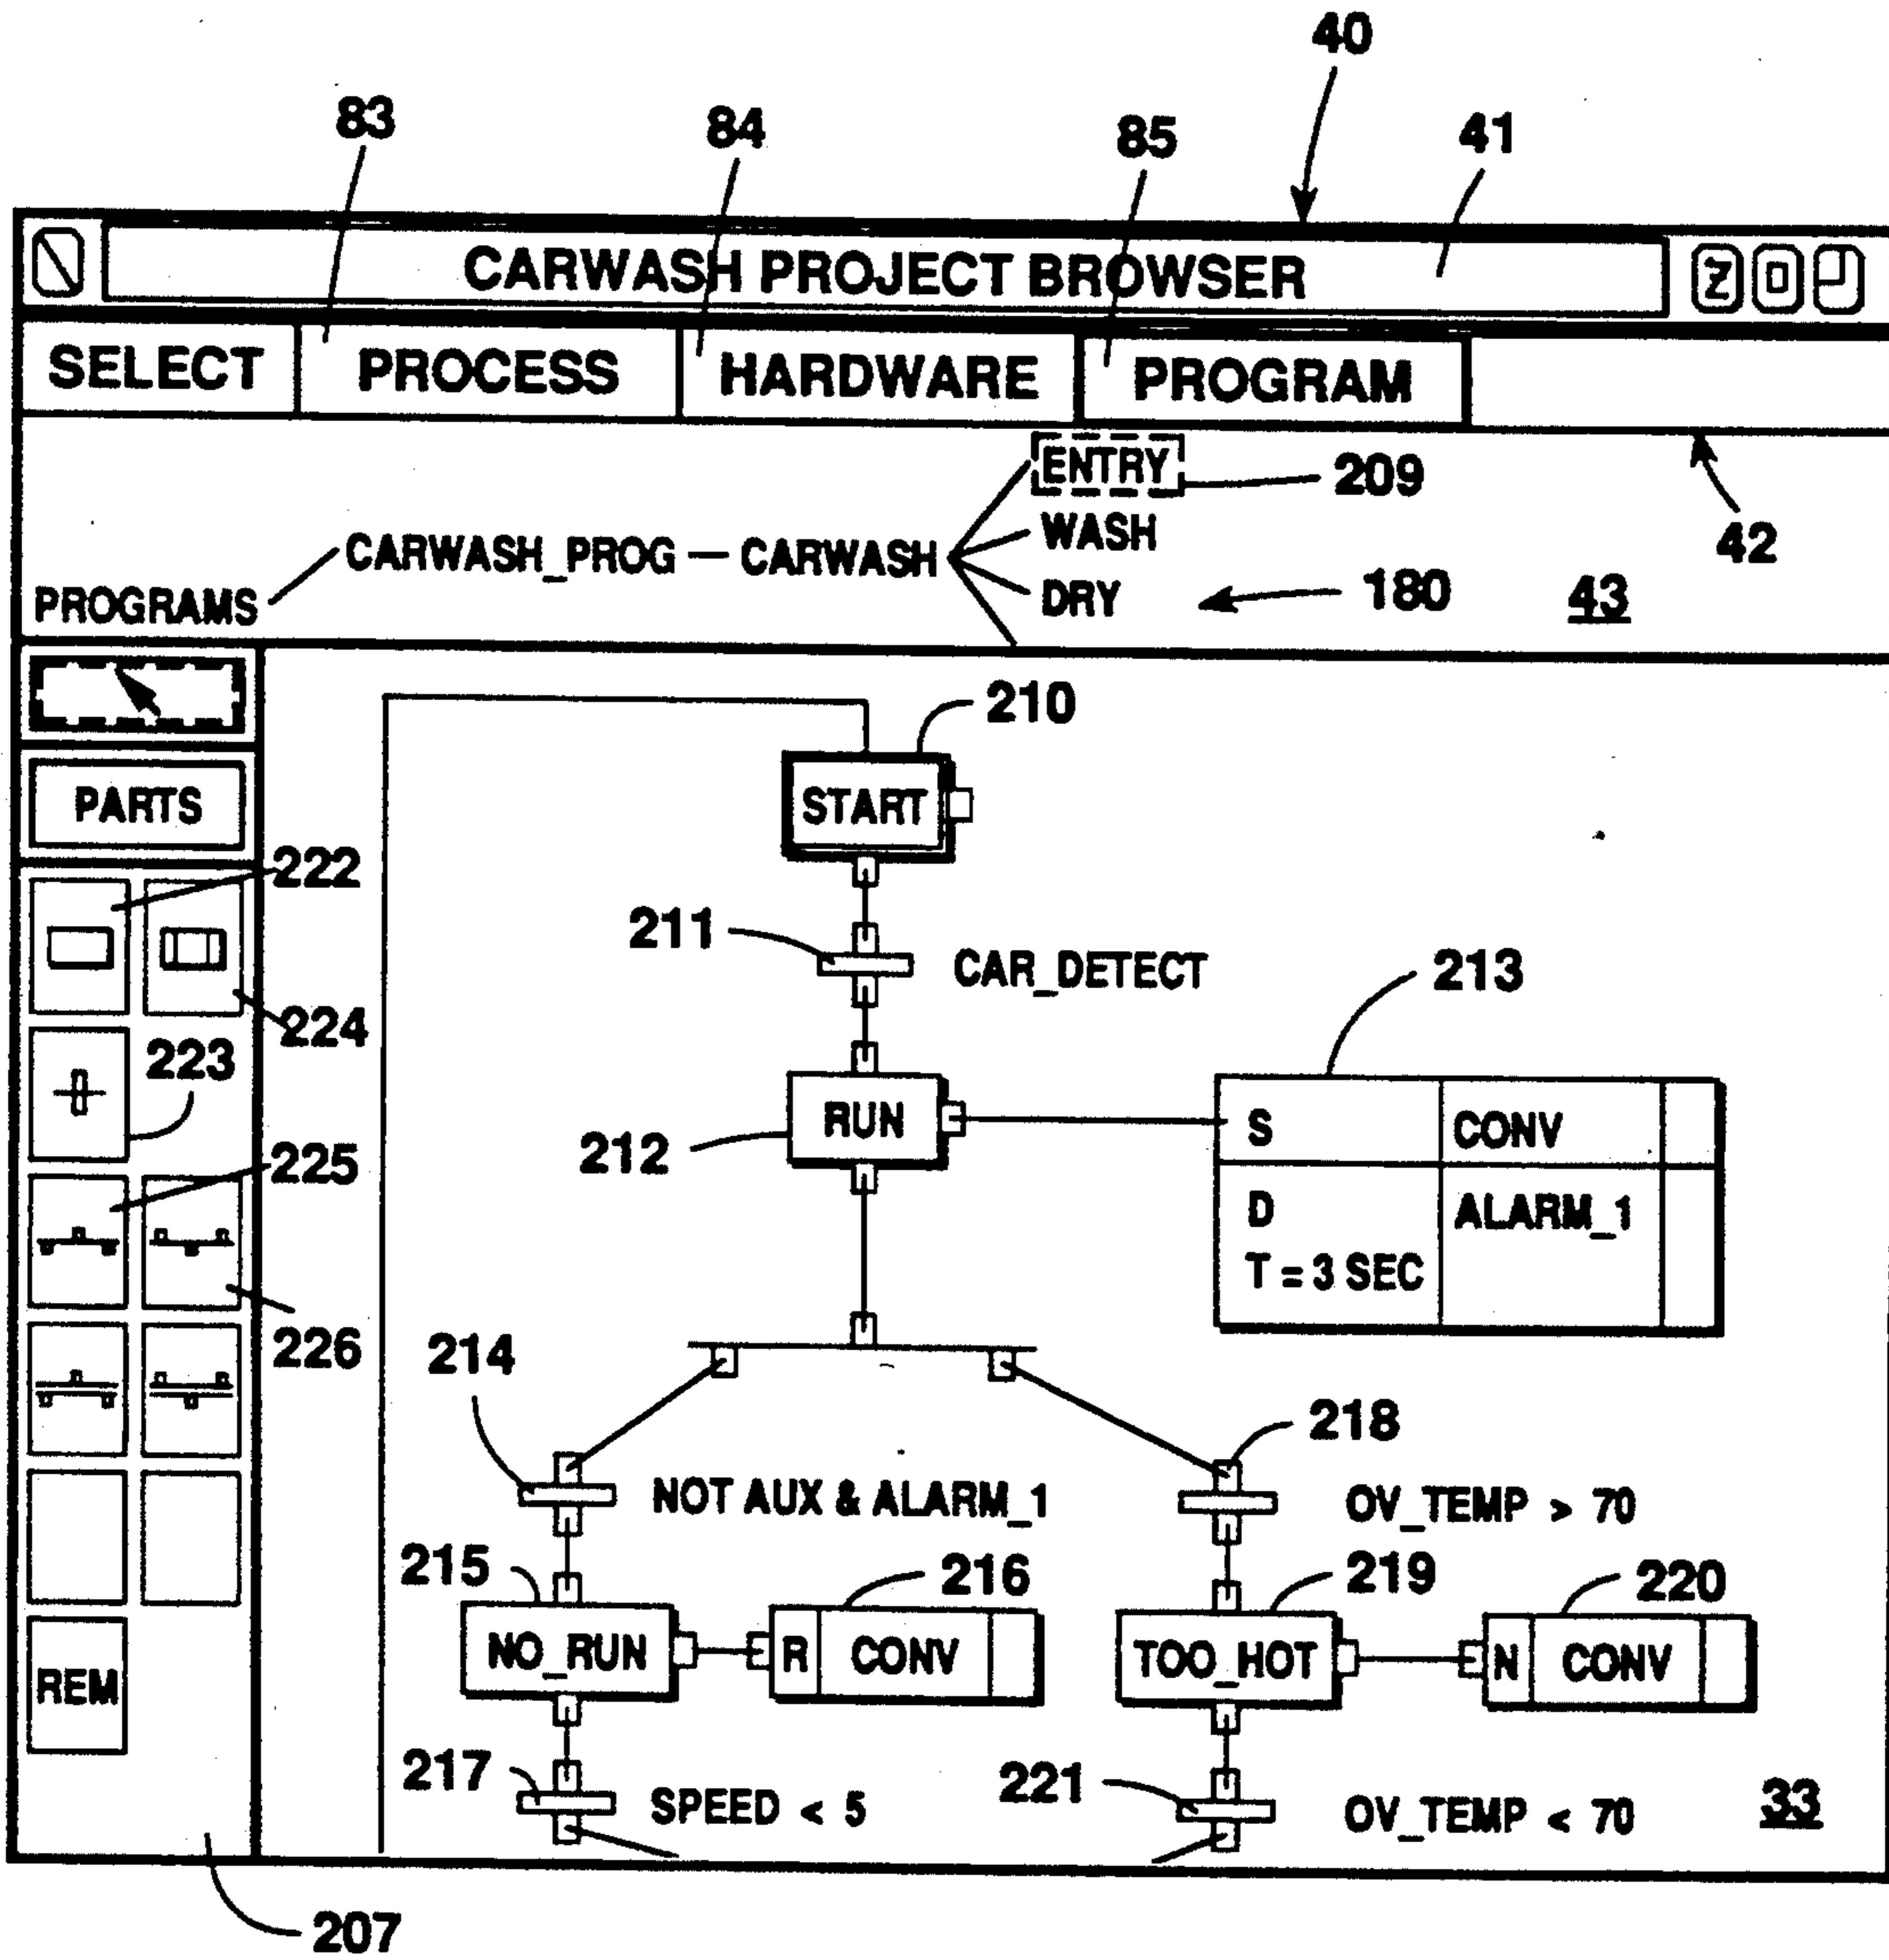 40
83 84 85 41
CARWASH PROJECT BROWSER Z
SELECT PROCESS HARDWARE PROGRAM
ENTRY 209
WASH 42
CARWASH_PROG — CARWASH
DRY 180 43
PROGRAMS
210
START
PARTS
222
211 CAR_DETECT 213
224
223
RUN S CONV
212
225
D ALARM_1
T = 3 SEC
226 214
218
NOT AUX & ALARM_1 OV_TEMP > 70
215 216 219 220
NO_RUN R CONV TOO_HOT N CONV
REM
217 SPEED < 5 221 OV_TEMP < 70 33
207